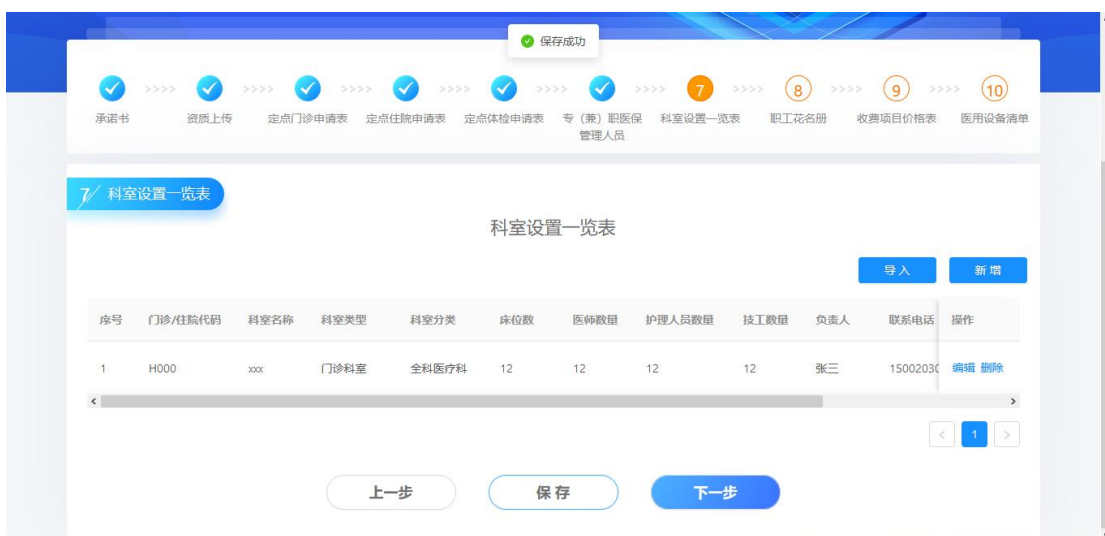 保存成功
>>>> >>>> >>>> >>>> >>>> >>>> 7 >>>> 8 >>>> 9 >>>> 10
承诺书 资质上传 定点门诊申请表 定点住院申请表 定点体检申请表 专（兼）职医保 科室设置一览表 职工花名册 收费项目价格表 医用设备清单
管理人员
7/ 科室设置一览表
科室设置一览表
导入 新增
序号 门诊/住院代码 科室名称 科室类型 科室分类 床位数 医师数量 护理人员数量 技工数量 负责人 联系电话 操作
1 H000 xxx 门诊科室 全科医疗科 12 12 12 12 张三 1500203 编辑 删除
< 1 >
上一步 保存 下一步